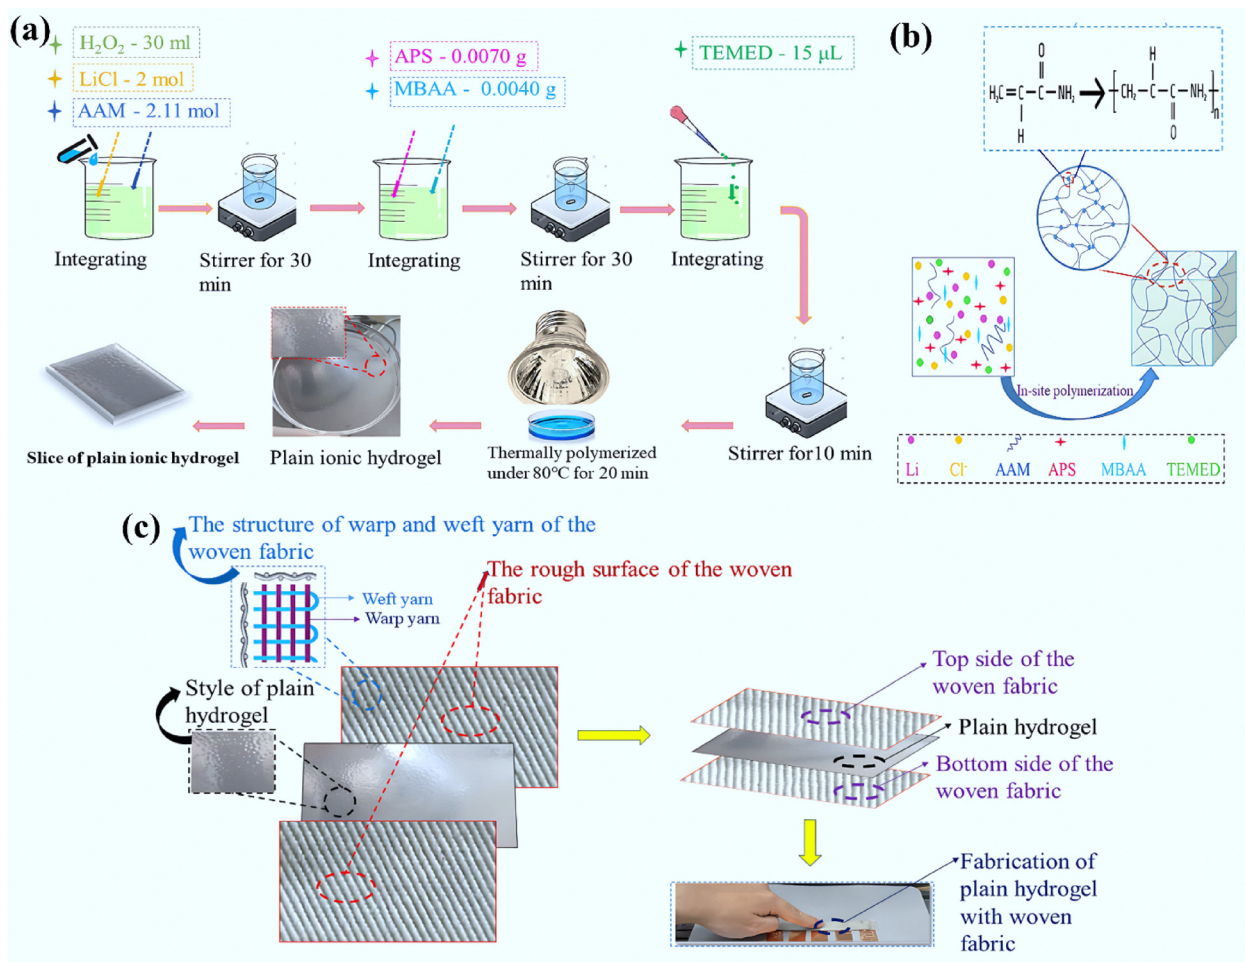 (a)
H₂O₂ - 30 ml
LiCl - 2 mol
AAM - 2.11 mol
APS - 0.0070 g
MBAA - 0.0040 g
TEMED - 15 μL
Integrating
Stirrer for 30
min
Integrating
Stirrer for 30
min
Integrating
Stirrer for10 min
Thermally polymerized
under 80℃ for 20 min
Plain ionic hydrogel
Slice of plain ionic hydrogel
(b)
O
H₂C=C-C-NH₂
H
H
[CH₂-C-C-NH₂]n
O
In-site polymerization
Li
Cl⁻
AAM
APS
MBAA
TEMED
(c)
The structure of warp and weft yarn of the
woven fabric
Weft yarn
Warp yarn
The rough surface of the woven
fabric
Style of plain
hydrogel
Top side of the
woven fabric
Plain hydrogel
Bottom side of the
woven fabric
Fabrication of
plain hydrogel
with woven
fabric